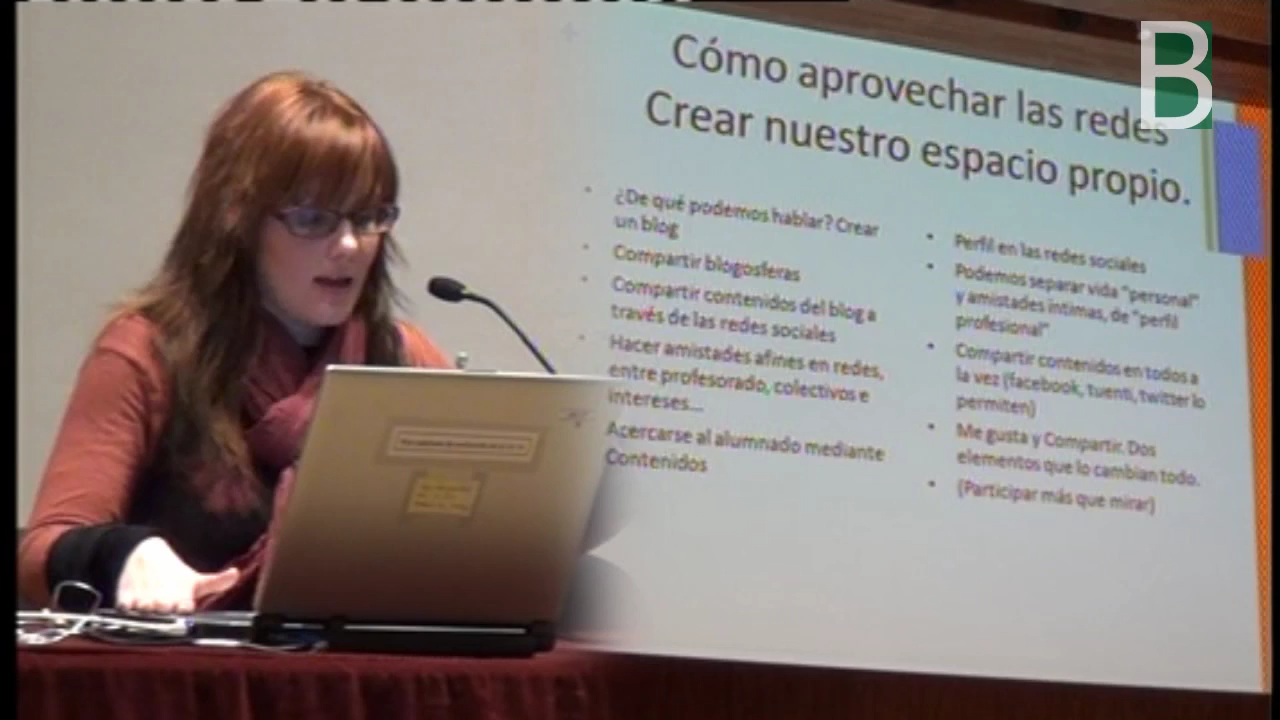 B
Cómo aprovechar las redes
Crear nuestro espacio propio.
• ¿De qué podemos hablar? Crear
un blog
• Compartir blogosferas
• Compartir contenidos del blog a
través de las redes sociales
• Hacer amistades afines en redes,
entre profesorado, colectivos e
intereses...
Acercarse al alumnado mediante
Contenidos
• Perfil en las redes sociales
• Podemos separar vida "personal"
y amistades íntimas, de "perfil
profesional"
• Compartir contenidos en todos a
la vez (facebook, tuenti, twitter lo
permiten)
• Me gusta y Compartir. Dos
elementos que lo cambian todo.
• (Participar más que mirar)